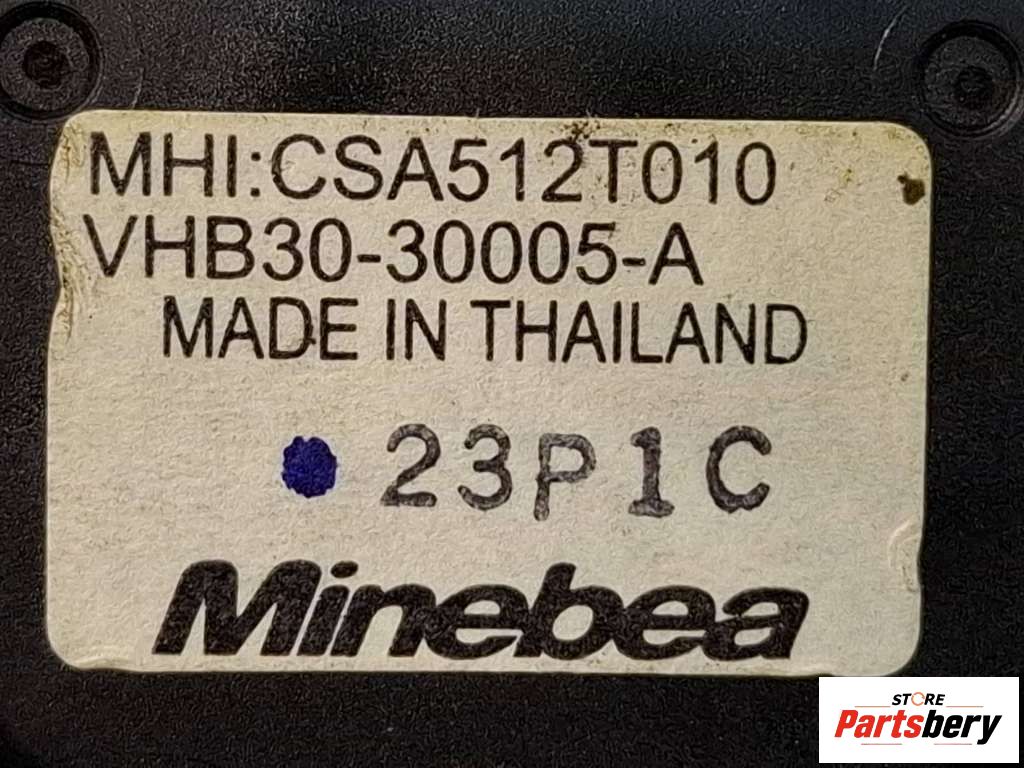 MHI:CSA512T010
VHB30-30005-A
MADE IN THAILAND
23P1C
Minebea
STORE
Partsbery